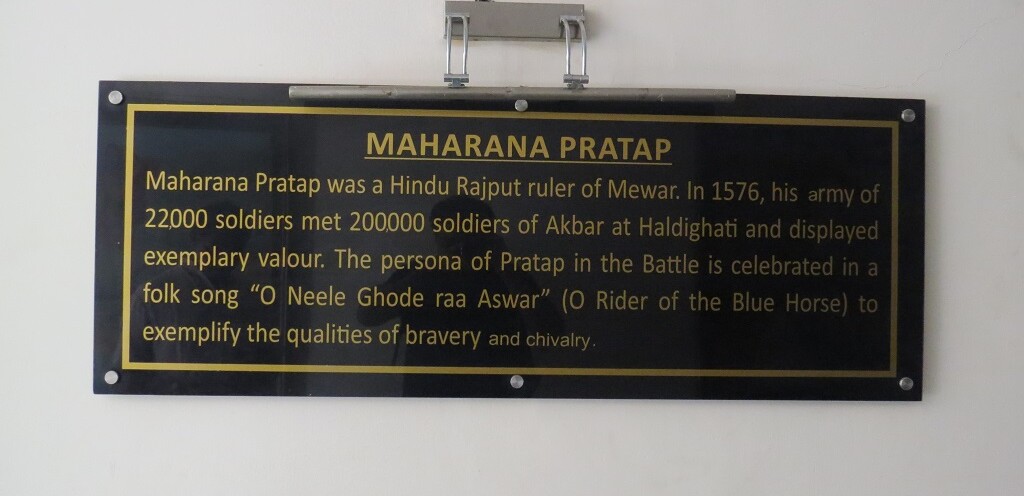 MAHARANA PRATAP
Maharana Pratap was a Hindu Rajput ruler of Mewar. In 1576, his army of
22000 soldiers met 200000 soldiers of Akbar at Haldighati and displayed
exemplary valour. The persona of Pratap in the Battle is celebrated in a
folk song “O Neele Ghode raa Aswar” (O Rider of the Blue Horse) to
exemplify the qualities of bravery and chivalry.